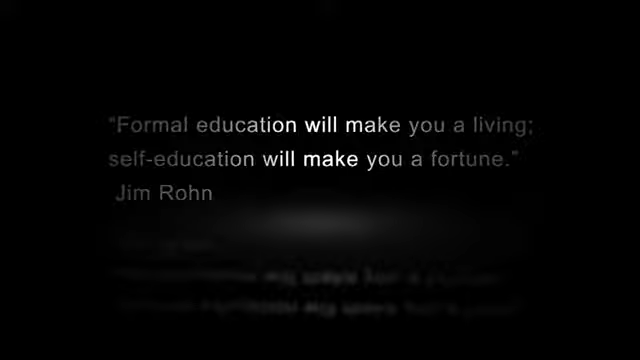 “Formal education will make you a living;
self-education will make you a fortune.”
Jim Rohn